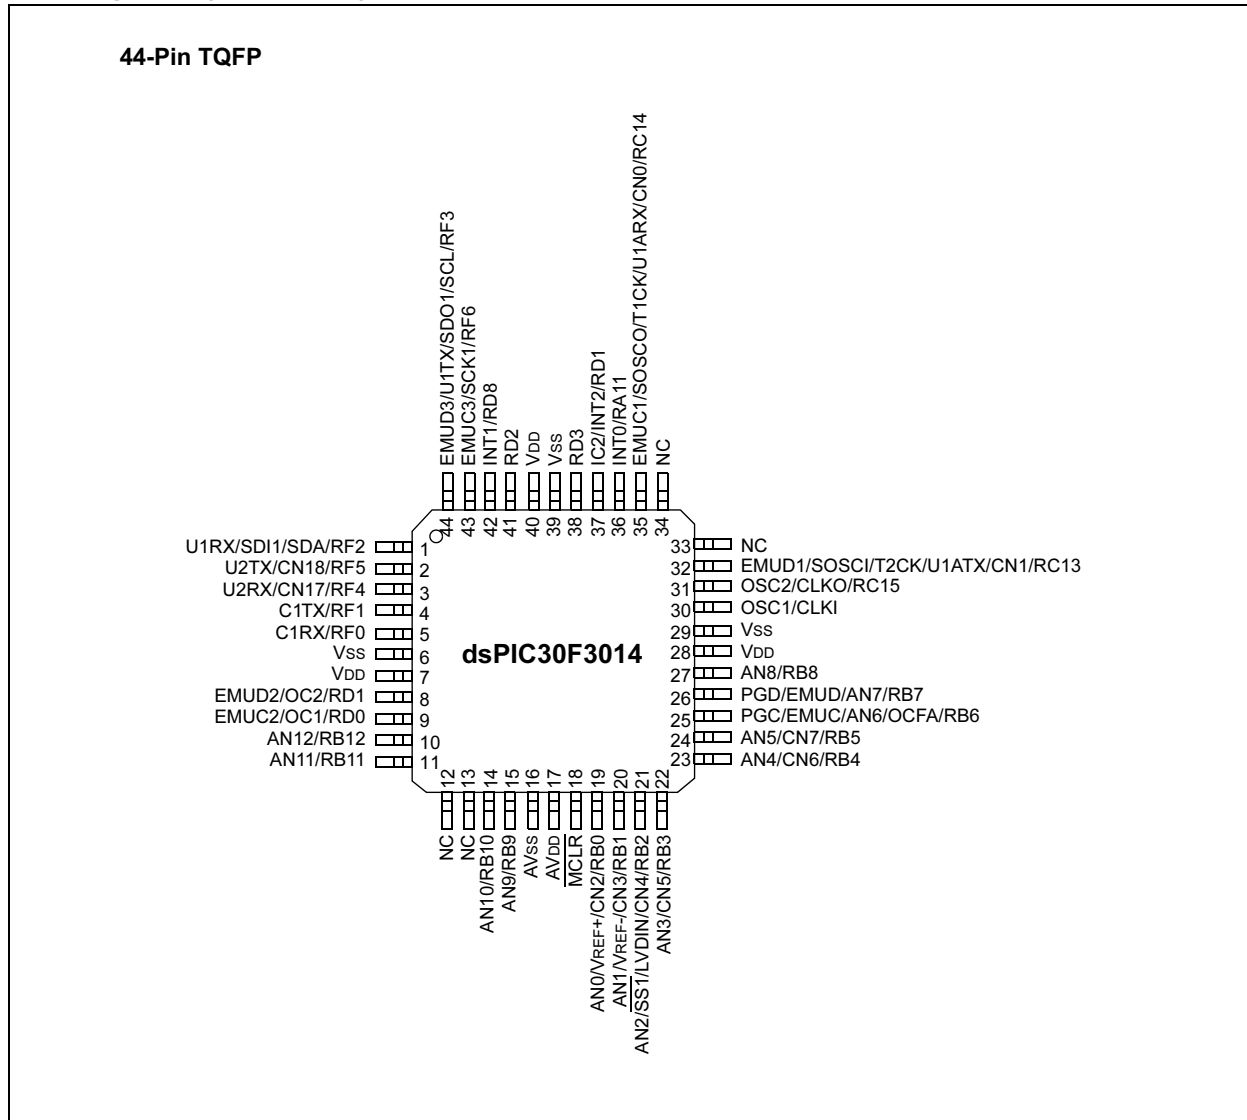 44-Pin TQFP
EMUD3/U1TX/SDO1/SCL/RF3
EMUC3/SCK1/RF6
INT1/RD8
RD2
VDD
VSS
RD3
IC2/INT2/RD1
INT0/RA11
EMUC1/SOSCO/T1CK/U1ARX/CN0/RC14
NC
44 43 42 41 40 39 38 37 36 35 34
U1RX/SDI1/SDA/RF2 1
U2TX/CN18/RF5 2
U2RX/CN17/RF4 3
C1TX/RF1 4
C1RX/RF0 5
VSS 6
VDD 7
EMUD2/OC2/RD1 8
EMUC2/OC1/RD0 9
AN12/RB12 10
AN11/RB11 11
dsPIC30F3014
33 NC
32 EMUD1/SOSCI/T2CK/U1ATX/CN1/RC13
31 OSC2/CLKO/RC15
30 OSC1/CLKI
29 VSS
28 VDD
27 AN8/RB8
26 PGD/EMUD/AN7/RB7
25 PGC/EMUC/AN6/OCFA/RB6
24 AN5/CN7/RB5
23 AN4/CN6/RB4
12 13 14 15 16 17 18 19 20 21 22
NC
NC
AN10/RB10
AN9/RB9
AVSS
AVDD
MCLR
AN0/VREF+/CN2/RB0
AN1/VREF-/CN3/RB1
AN2/SS1/LVDIN/CN4/RB2
AN3/CN5/RB3